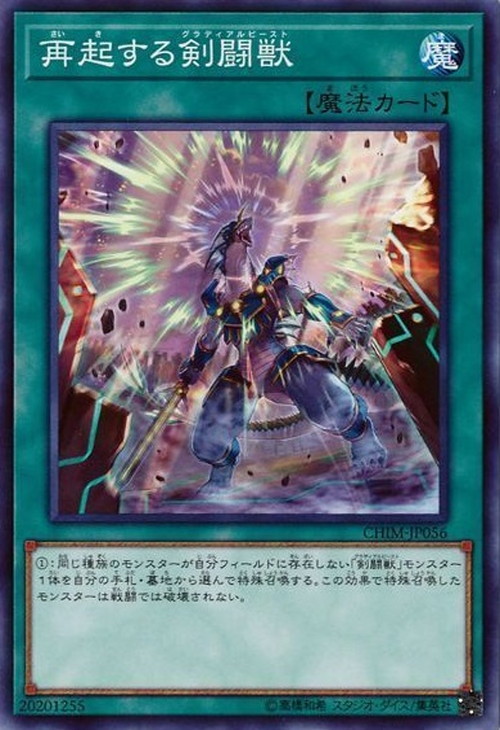 再起する剣闘獣
魔
【魔法カード】
CHIM-JP056
①：同じ種族のモンスターが自分フィールドに存在しない「剣闘獣」モンスター
1体を自分の手札・墓地から選んで特殊召喚する。この効果で特殊召喚した
モンスターは戦闘では破壊されない。
20201255
©高橋和希 スタジオ・ダイス/集英社